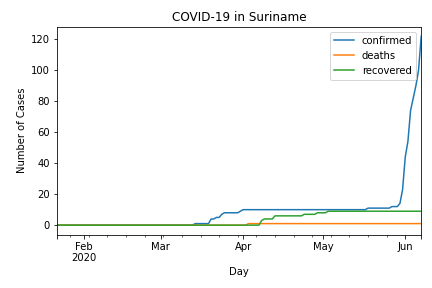 COVID-19 in Suriname
confirmed
deaths
recovered
120
100
80
60
40
20
0
Number of Cases
Feb
2020
Mar
Apr
May
Jun
Day